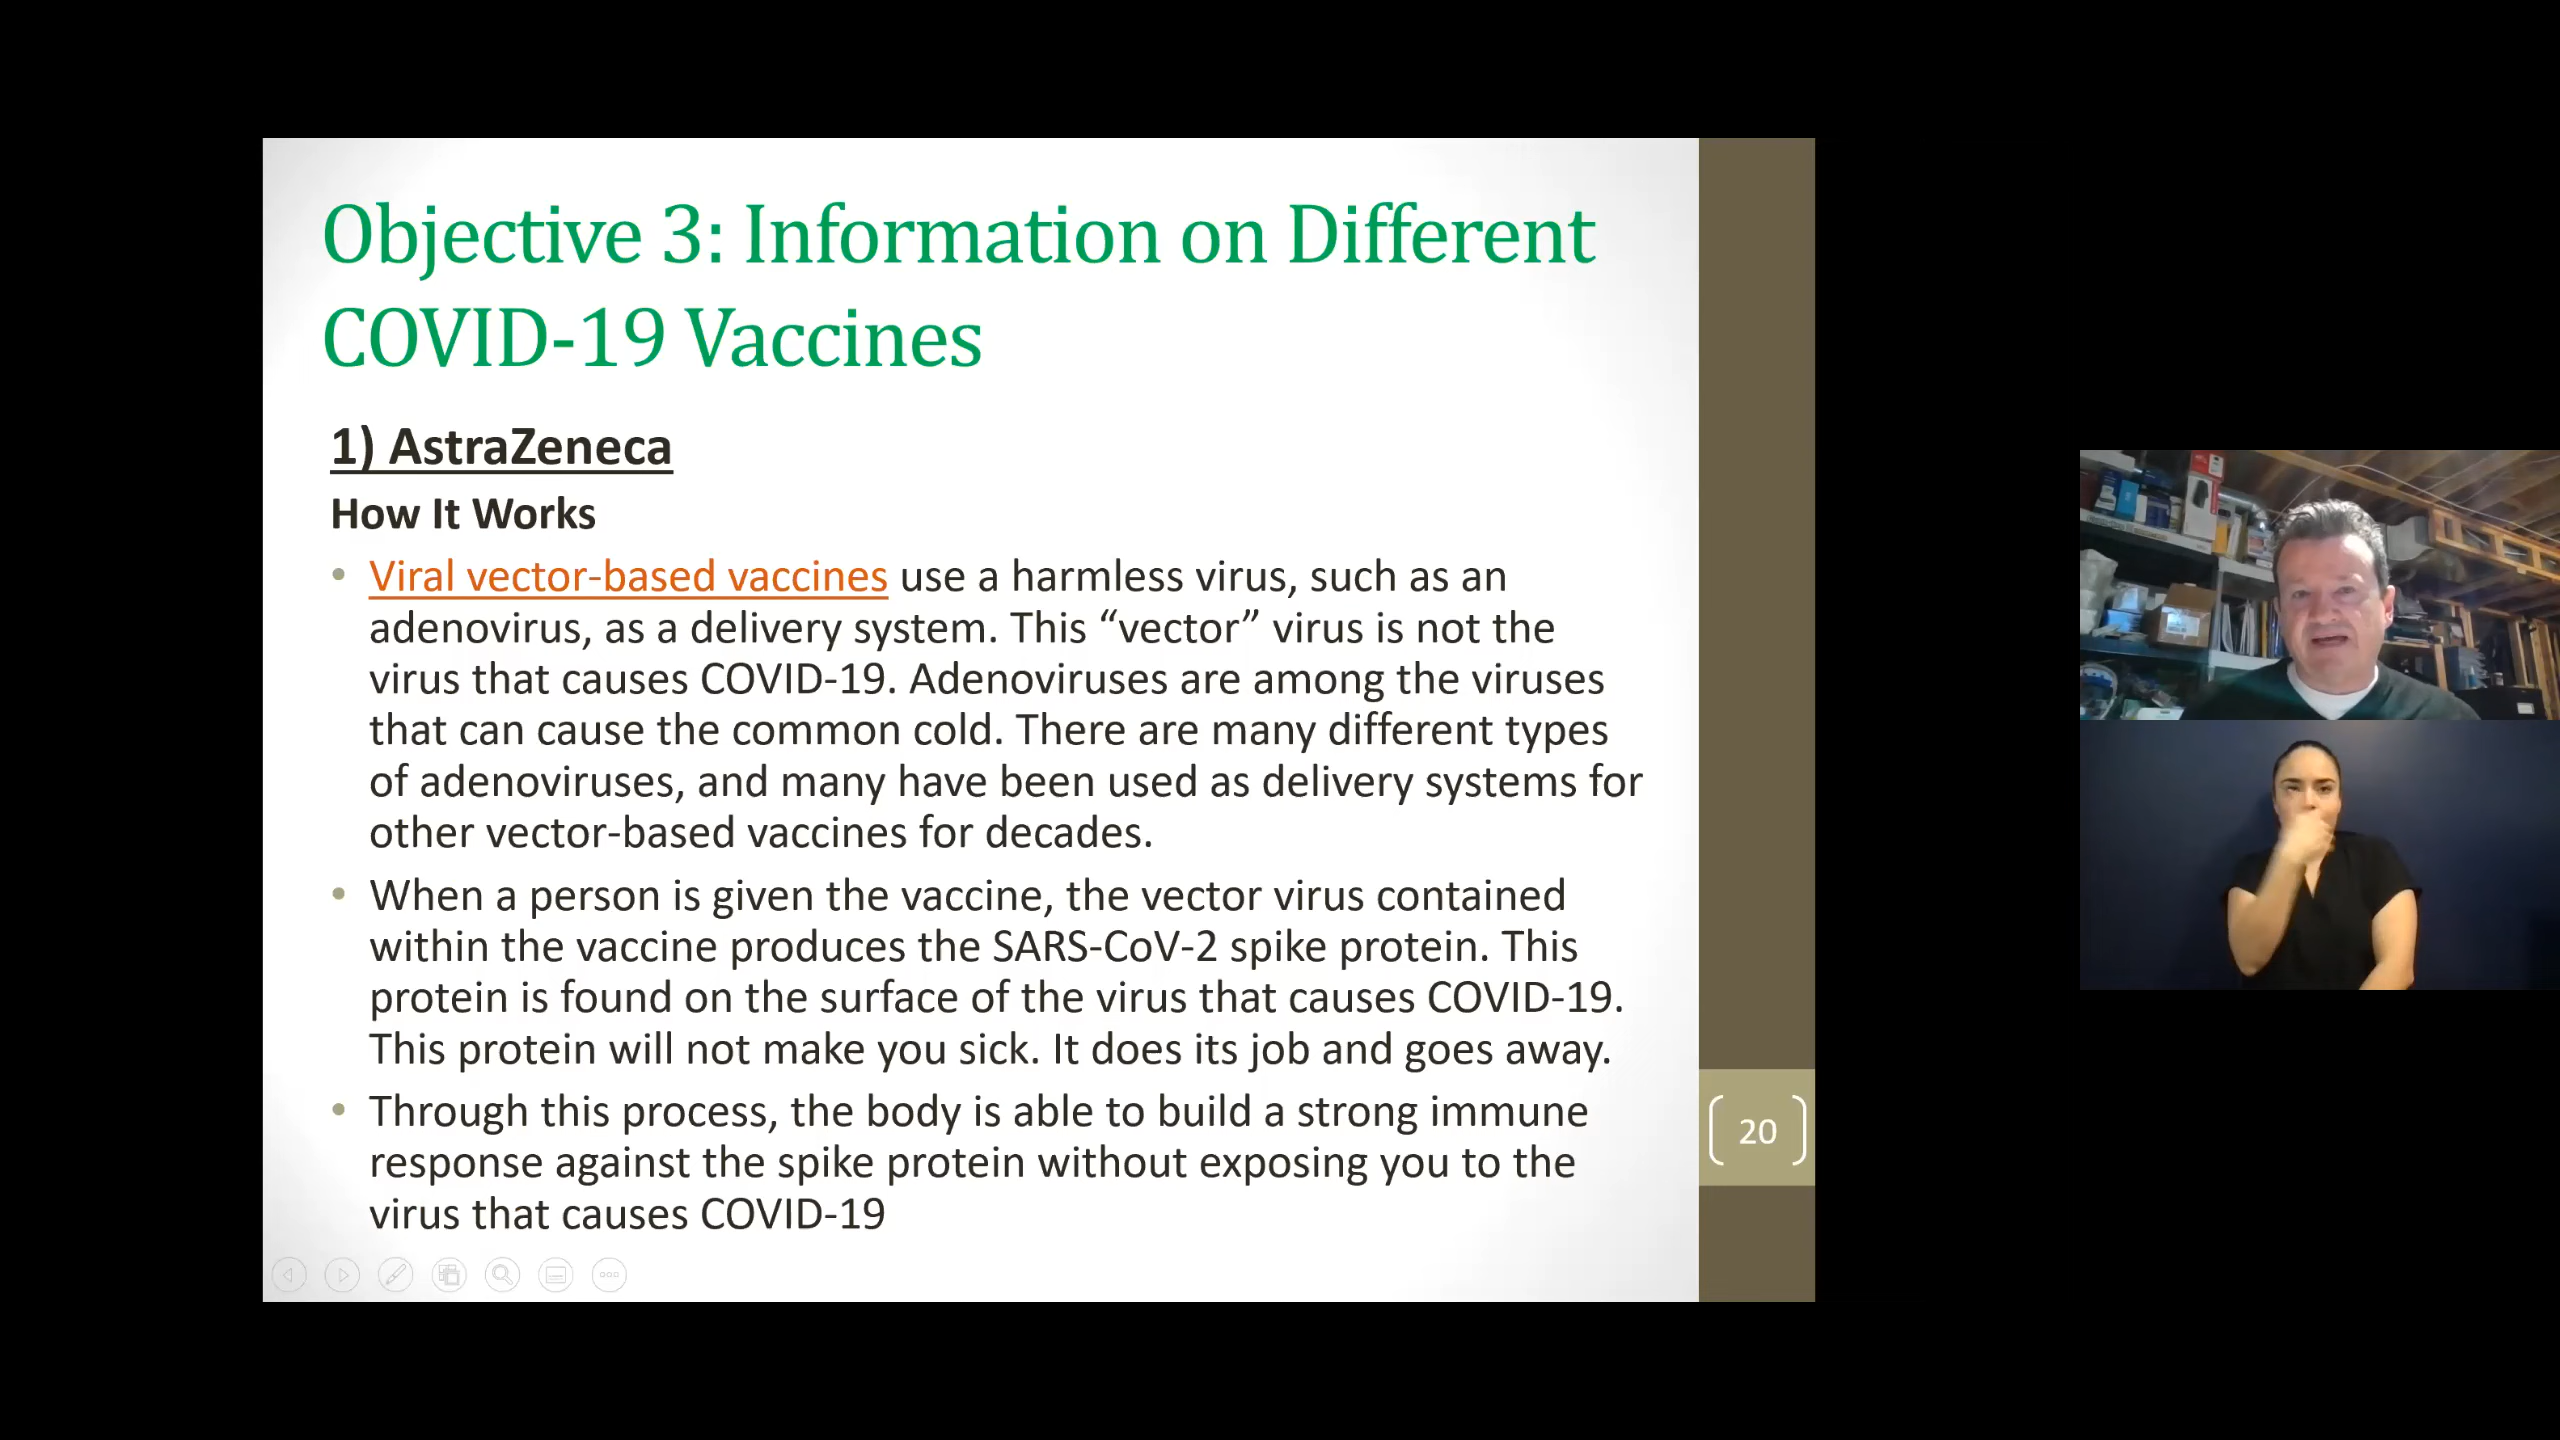 Objective 3: Information on Different
COVID-19 Vaccines
1) AstraZeneca
How It Works
• Viral vector-based vaccines use a harmless virus, such as an
adenovirus, as a delivery system. This “vector” virus is not the
virus that causes COVID-19. Adenoviruses are among the viruses
that can cause the common cold. There are many different types
of adenoviruses, and many have been used as delivery systems for
other vector-based vaccines for decades.
• When a person is given the vaccine, the vector virus contained
within the vaccine produces the SARS-CoV-2 spike protein. This
protein is found on the surface of the virus that causes COVID-19.
This protein will not make you sick. It does its job and goes away.
• Through this process, the body is able to build a strong immune
response against the spike protein without exposing you to the
virus that causes COVID-19
20